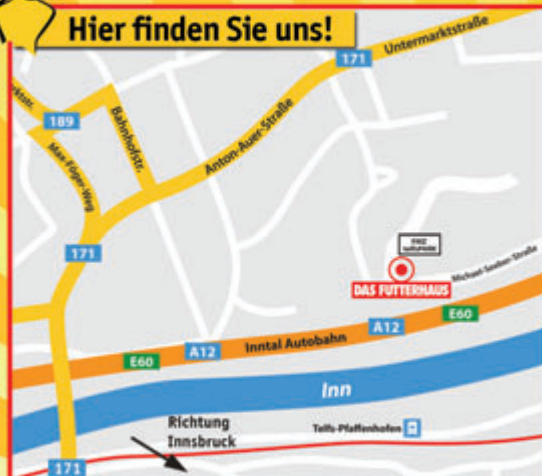 Hier finden Sie uns!
Untermarktstraße
171
189
Bahnhofstr.
Anton-Auer-Straße
Max-Föger-Weg
171
Michael-Seeber-Straße
DAS FUTTERHAUS
E60
A12
Inntal Autobahn
A12
E60
Inn
Richtung
Innsbruck
Telfs-Pfaffenhofen
171